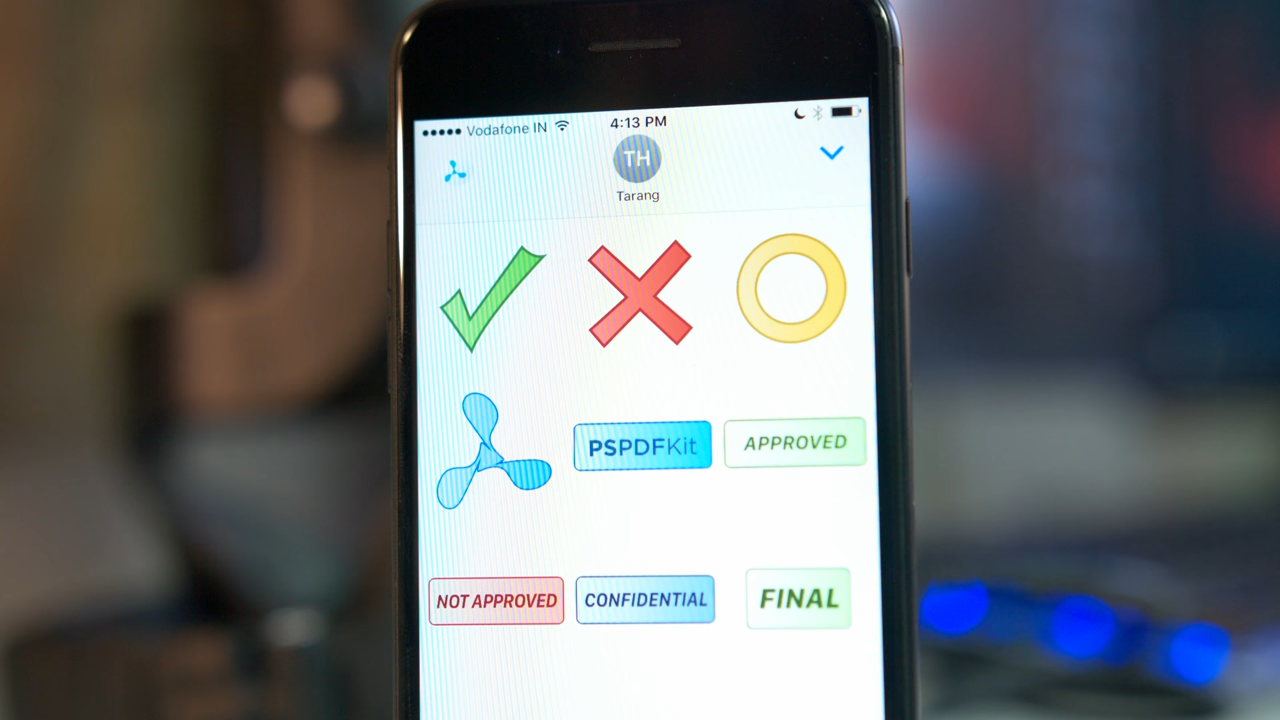 Vodafone IN
4:13 PM
TH
Tarang
PSPDFKit
APPROVED
NOT APPROVED
CONFIDENTIAL
FINAL